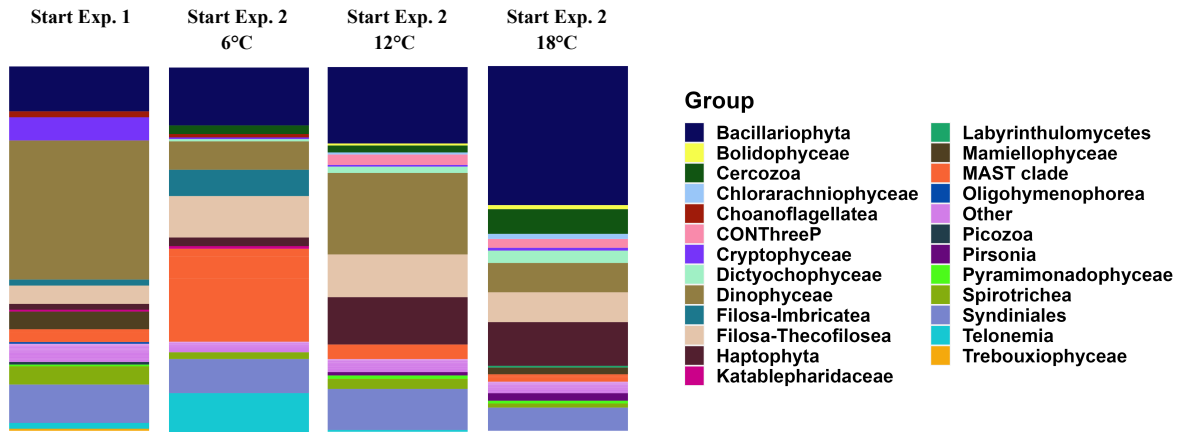 Start Exp. 1
Start Exp. 2
6°C
Start Exp. 2
12°C
Start Exp. 2
18°C
Group
Bacillariophyta
Bolidophyceae
Cercozoa
Chlorarachniophyceae
Choanoflagellatea
CONThreeP
Cryptophyceae
Dictyochophyceae
Dinophyceae
Filosa-Imbricatea
Filosa-Thecofilosea
Haptophyta
Katablepharidaceae
Labyrinthulomycetes
Mamiellophyceae
MAST clade
Oligohymenophorea
Other
Picozoa
Pirsonia
Pyramimonadophyceae
Spirotrichea
Syndiniales
Telonemia
Trebouxiophyceae